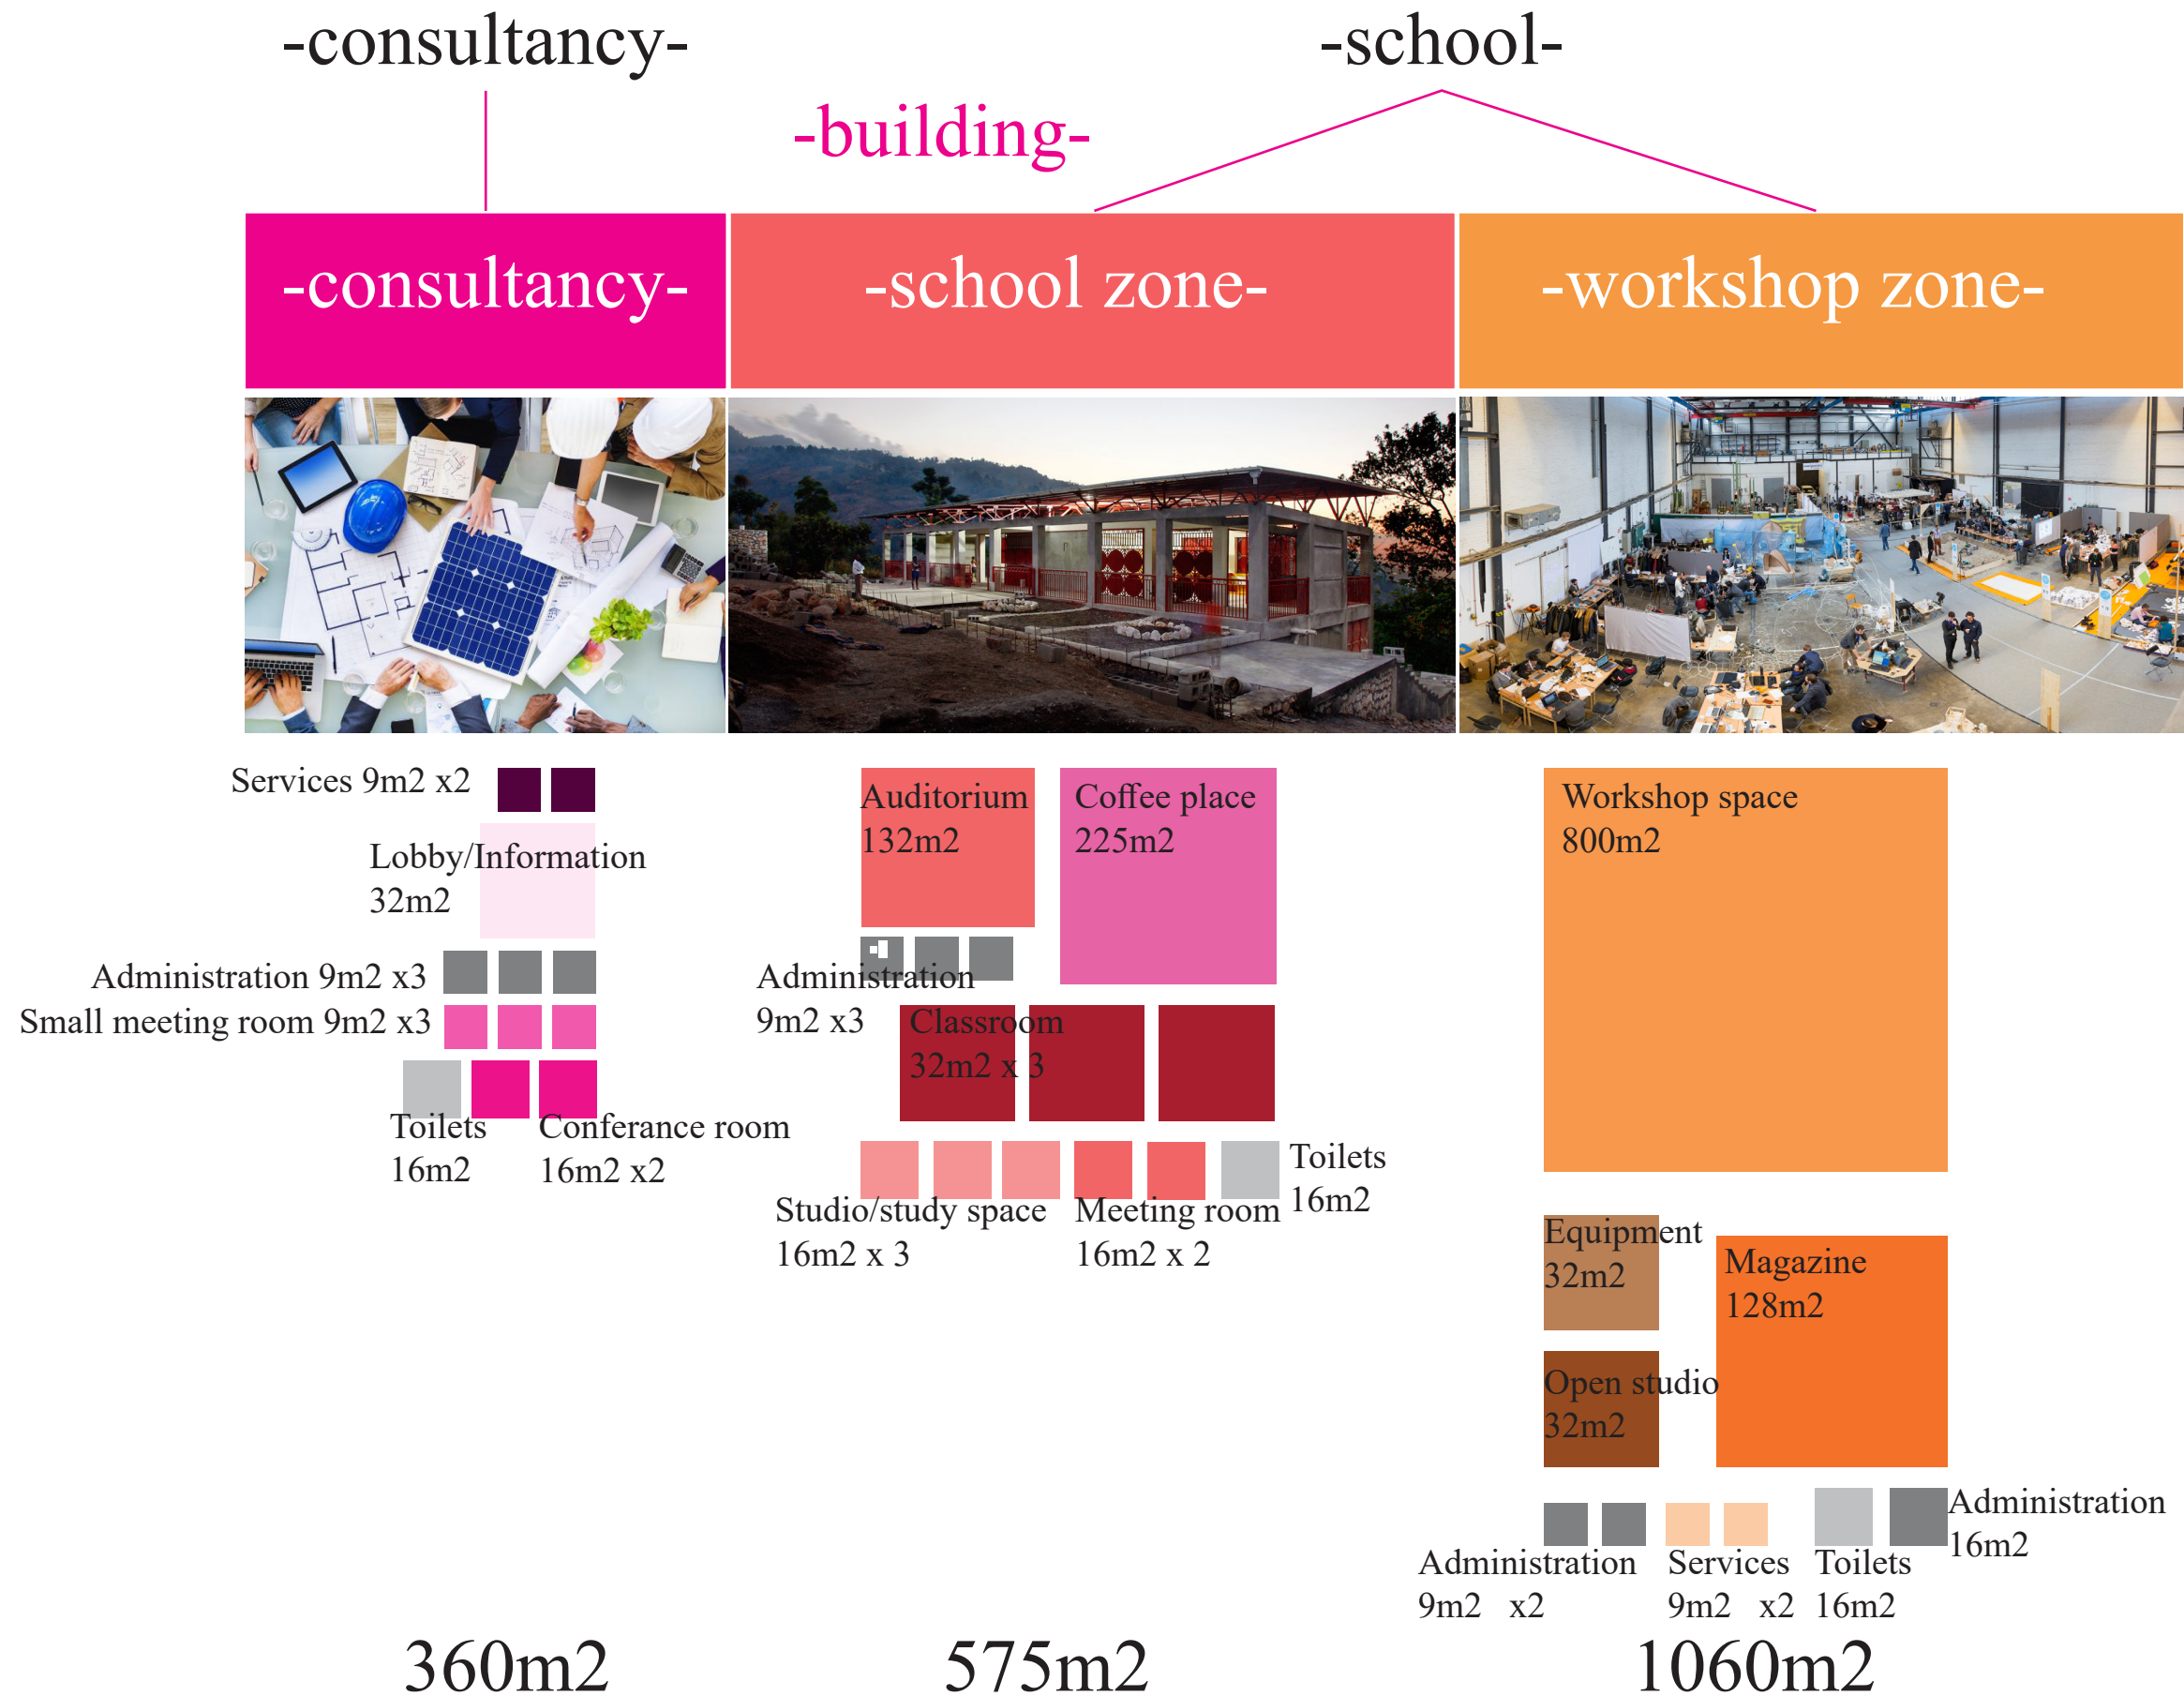 -consultancy-
-school-
-building-
-consultancy-
-school zone-
-workshop zone-
Services 9m2 x2
Lobby/Information
32m2
Administration 9m2 x3
Small meeting room 9m2 x3
Toilets
16m2
Conferance room
16m2 x2
Auditorium
132m2
Coffee place
225m2
Administration
9m2 x3
Classroom
32m2 x 3
Studio/study space
16m2 x 3
Meeting room
16m2 x 2
Toilets
16m2
Workshop space
800m2
Equipment
32m2
Magazine
128m2
Open studio
32m2
Administration
9m2 x2
Services
9m2 x2
Toilets
16m2
Administration
16m2
360m2
575m2
1060m2